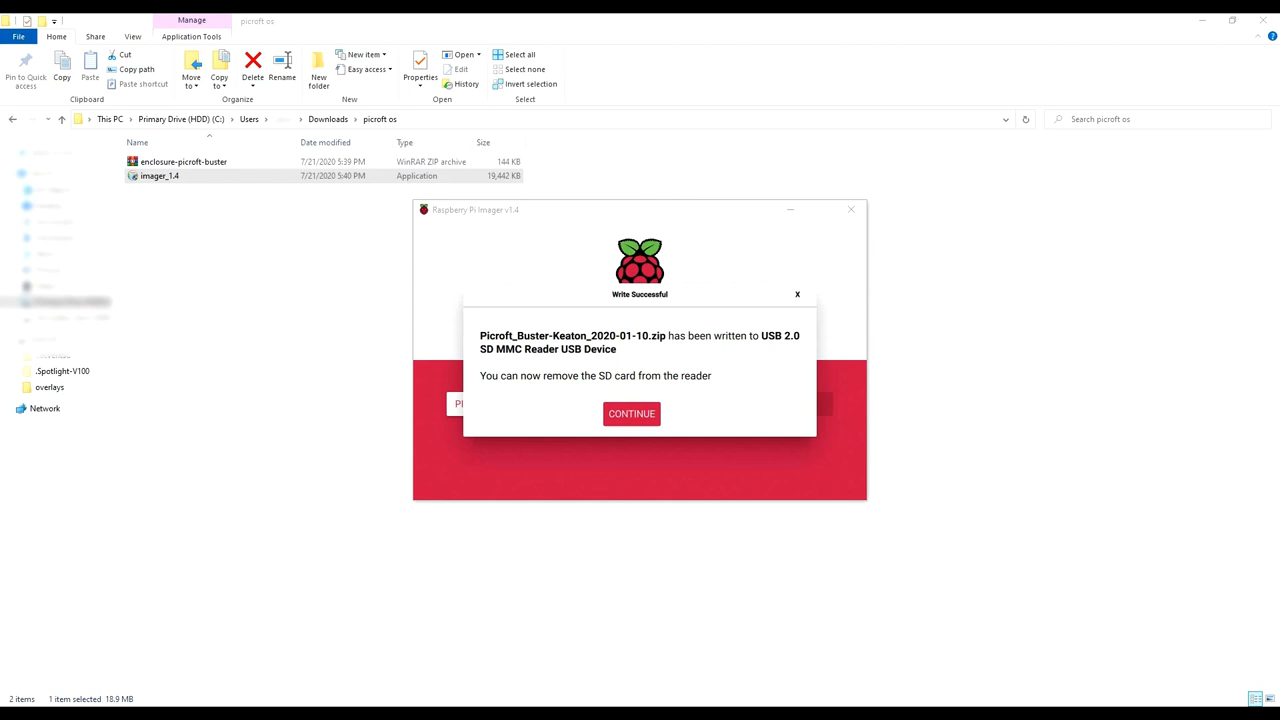 Manage
picroft os
File
Home
Share
View
Application Tools
Pin to Quick access
Copy
Paste
Cut
Copy path
Paste shortcut
Clipboard
Move to
Copy to
Delete
Rename
Organize
New folder
New item
Easy access
New
Properties
Open
Edit
History
Open
Select all
Select none
Invert selection
Select
This PC > Primary Drive (HDD) (C:) > Users > > Downloads > picroft os
Search picroft os
Name Date modified Type Size
enclosure-picroft-buster 7/21/2020 5:39 PM WinRAR ZIP archive 144 KB
imager_1.4 7/21/2020 5:40 PM Application 19,442 KB
.Spotlight-V100
overlays
Network
Raspberry Pi Imager v1.4
Write Successful
X
Picroft_Buster-Keaton_2020-01-10.zip has been written to USB 2.0
SD MMC Reader USB Device
You can now remove the SD card from the reader
CONTINUE
2 items 1 item selected 18.9 MB